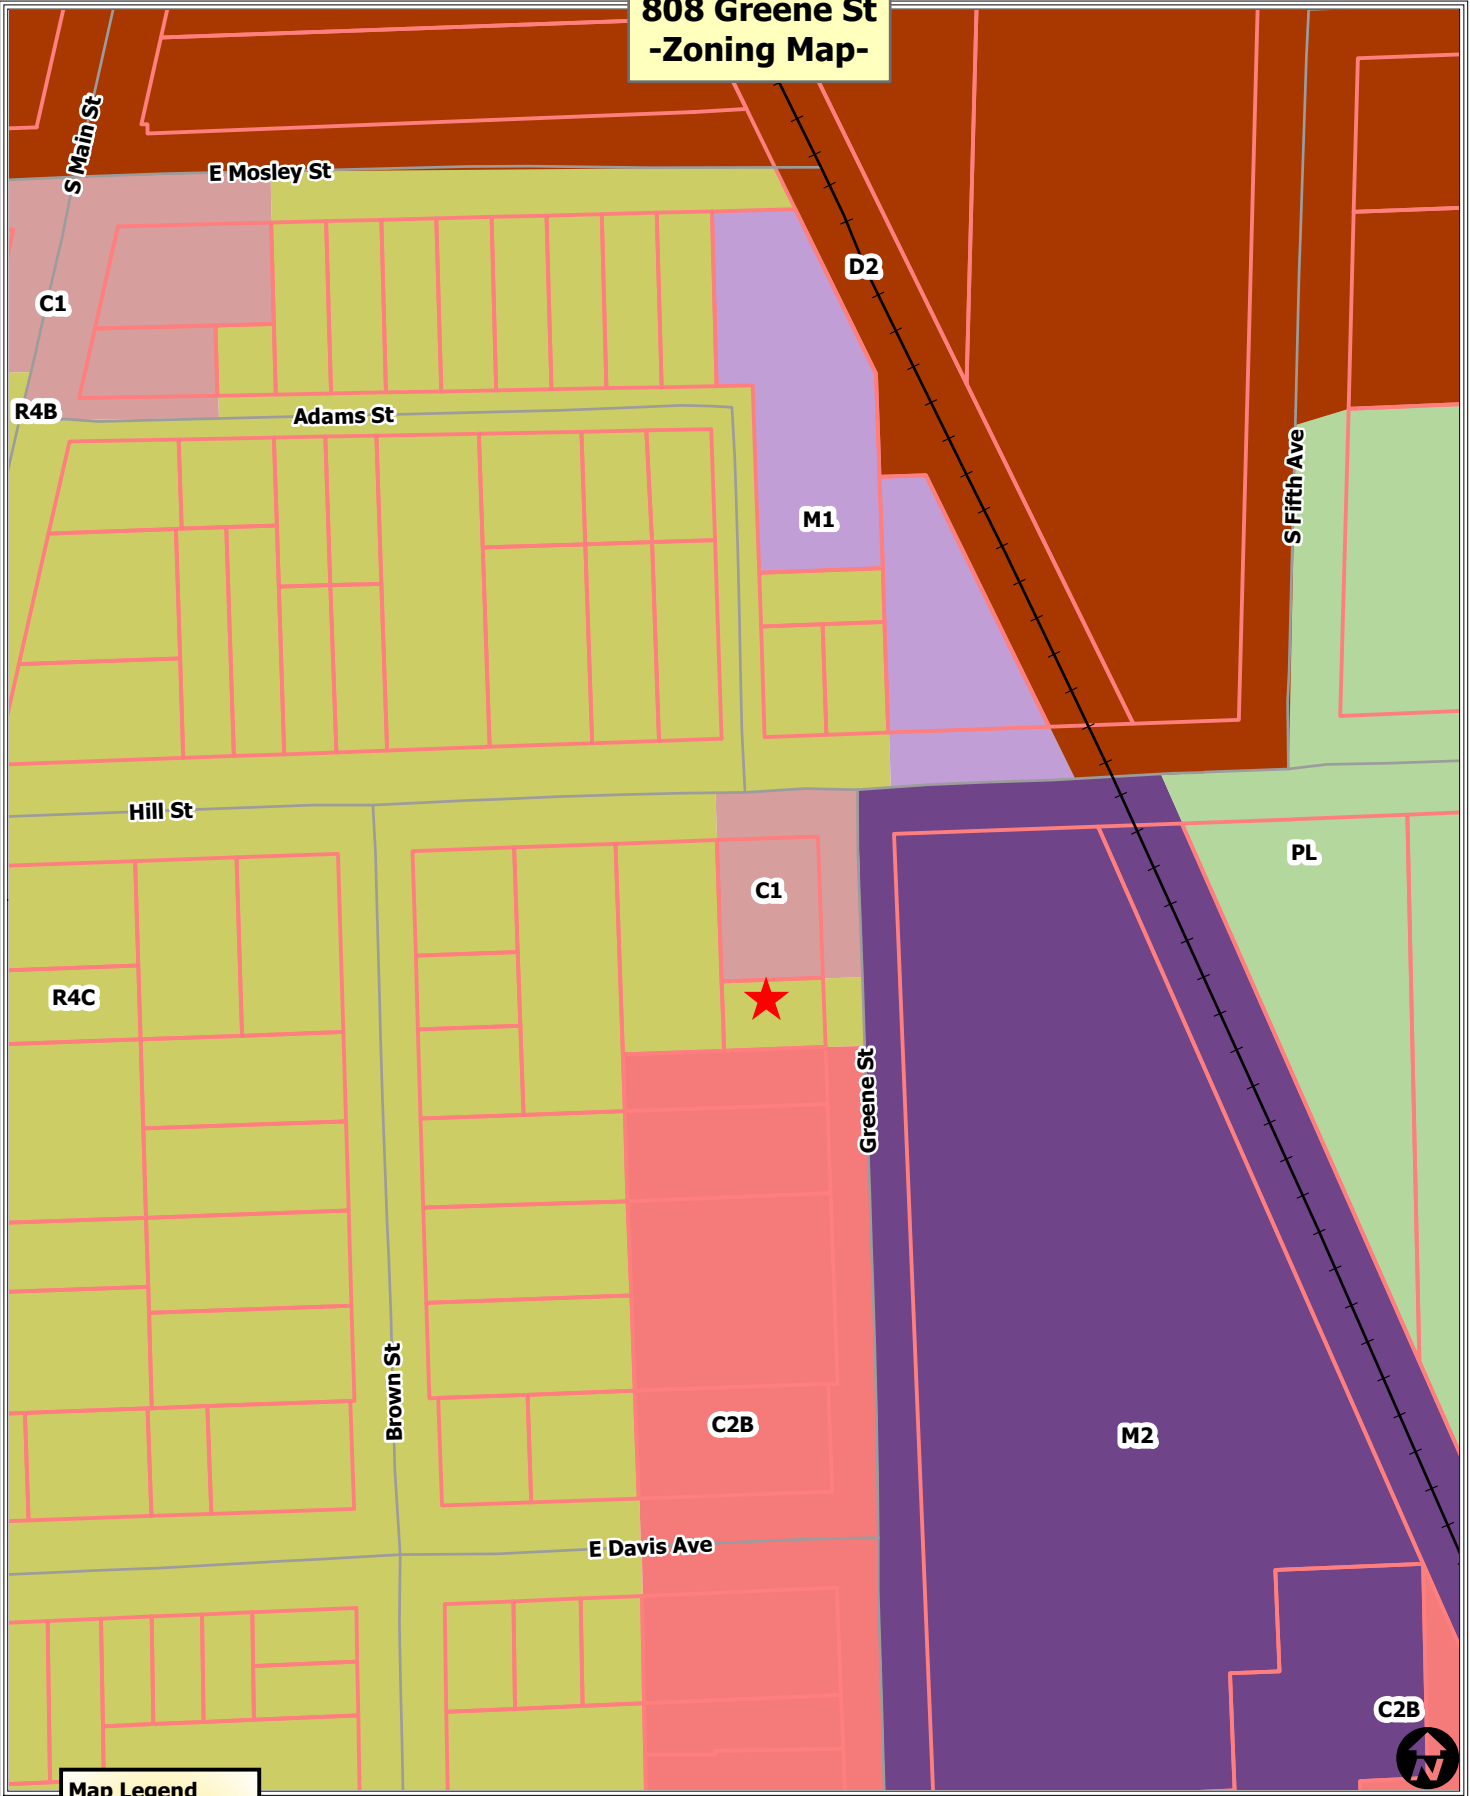 808 Greene St
-Zoning Map-
S Main St
E Mosley St
D2
C1
R4B
Adams St
S Fifth Ave
M1
Hill St
PL
C1
R4C
Greene St
Brown St
C2B
M2
E Davis Ave
C2B
N
Map Legend